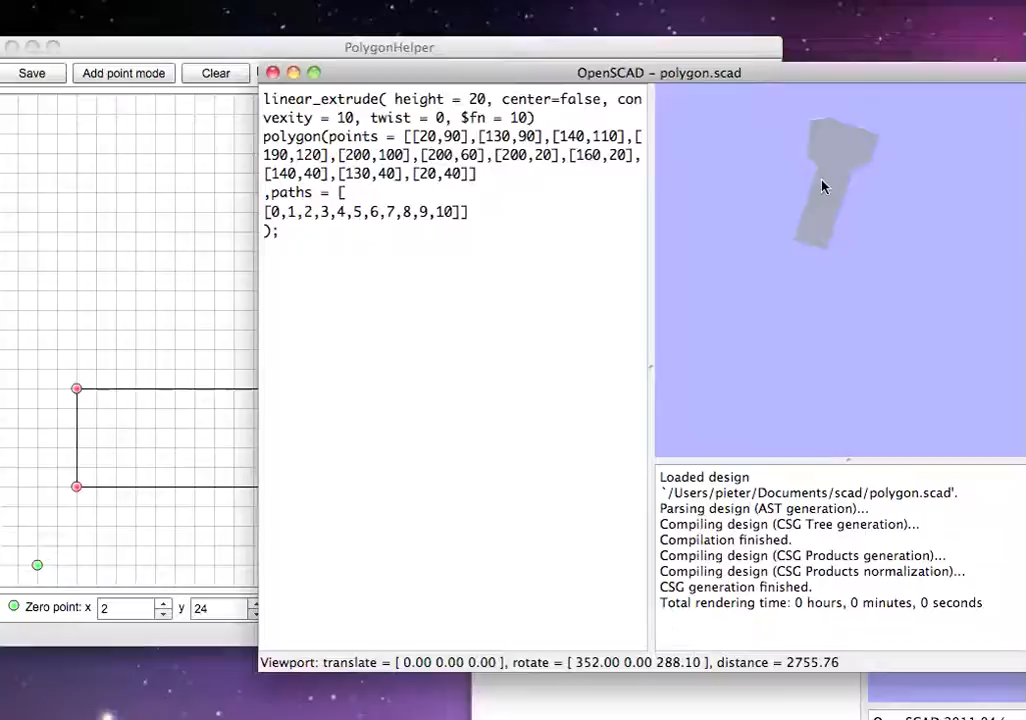 PolygonHelper
Save
Add point mode
Clear
OpenSCAD - polygon.scad
linear_extrude( height = 20, center=false, con
vexity = 10, twist = 0, $fn = 10)
polygon(points = [[20,90],[130,90],[140,110],[
190,120],[200,100],[200,60],[200,20],[160,20],
[140,40],[130,40],[20,40]]
,paths = [
[0,1,2,3,4,5,6,7,8,9,10]]
);
Loaded design
`/Users/pieter/Documents/scad/polygon.scad'.
Parsing design (AST generation)...
Compiling design (CSG Tree generation)...
Compilation finished.
Compiling design (CSG Products generation)...
Compiling design (CSG Products normalization)...
CSG generation finished.
Total rendering time: 0 hours, 0 minutes, 0 seconds
Zero point: x 2 y 24
Viewport: translate = [ 0.00 0.00 0.00 ], rotate = [ 352.00 0.00 288.10 ], distance = 2755.76